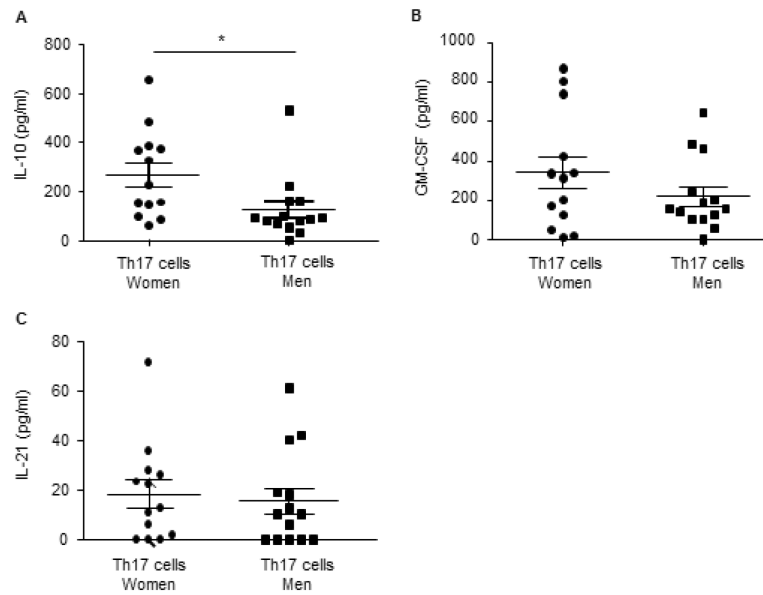 A
*
IL-10 (pg/ml)
800
600
400
200
0
Th17 cells
Women
Th17 cells
Men
B
GM-CSF (pg/ml)
1000
800
600
400
200
0
Th17 cells
Women
Th17 cells
Men
C
IL-21 (pg/ml)
80
60
40
20
0
Th17 cells
Women
Th17 cells
Men